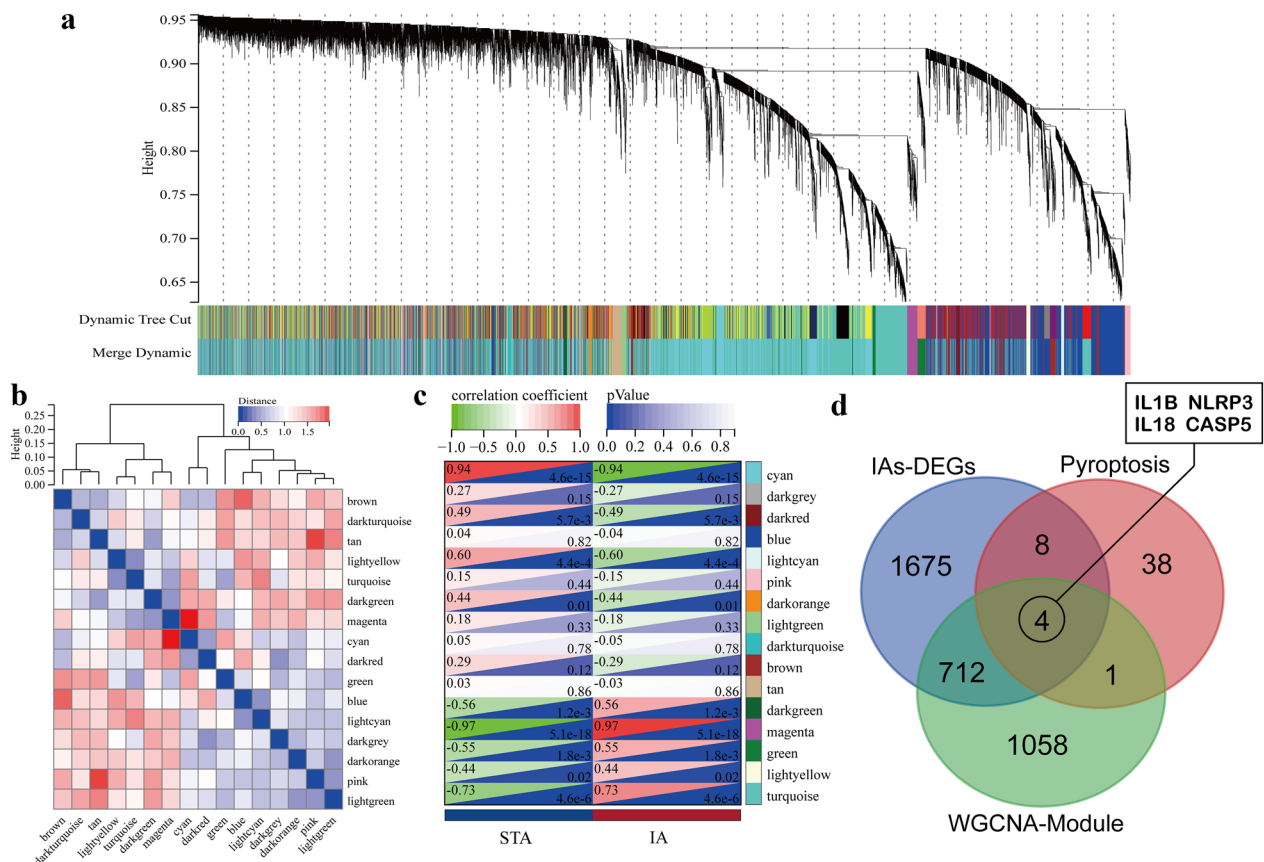 a
0.95
0.90
0.85
0.80
0.75
0.70
0.65
Height
Dynamic Tree Cut
Merge Dynamic
b
Height
0.25
0.20
0.15
0.10
0.05
0.00
Distance
0.0 0.5 1.0
brown
darkturquoise
tan
lightyellow
turquoise
darkgreen
magenta
cyan
darkred
green
blue
lightcyan
darkgrey
darkorange
pink
lightgreen
brown
darkturquoise
tan
lightyellow
turquoise
darkgreen
magenta
cyan
darkred
green
blue
lightcyan
darkgrey
darkorange
pink
lightgreen
c
correlation coefficient
−1.0 0.0 0.5 1.0
pValue
0.0 0.2 0.4 0.6 0.8
0.94 4.6e-15 -0.94 4.6e-15 cyan
0.27 0.15 -0.27 0.15 darkgrey
0.49 5.7e-3 -0.49 5.7e-3 darkred
0.04 0.82 -0.04 0.82 blue
0.60 4.4e-4 -0.60 4.4e-4 lightcyan
0.15 0.44 -0.15 0.44 pink
0.44 0.01 -0.44 0.01 darkorange
0.18 0.33 -0.18 0.33 lightgreen
0.05 0.78 -0.05 0.78 darkturquoise
0.29 0.12 -0.29 0.12 brown
0.03 0.86 -0.03 0.86 tan
-0.56 1.2e-3 0.56 1.2e-3 darkgreen
-0.97 5.1e-18 0.97 5.1e-18 magenta
-0.55 1.8e-3 0.55 1.8e-3 green
-0.44 0.02 0.44 0.02 lightyellow
-0.73 4.6e-6 0.73 4.6e-6 turquoise
STA IA
d
IL1B NLRP3
IL18 CASP5
IAs-DEGs Pyroptosis
1675 8 38
4
712 1
1058
WGCNA-Module